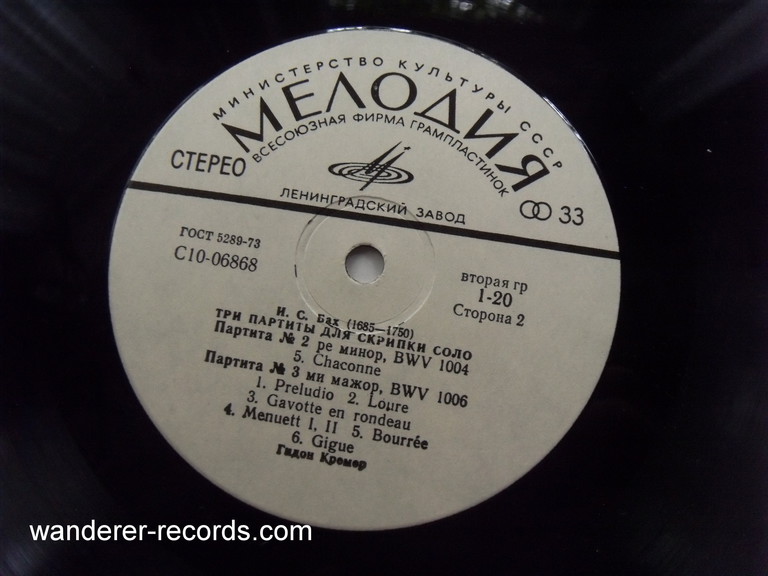 МИНИСТЕРСТВО КУЛЬТУРЫ СССР
МЕЛОДИЯ
ВСЕСОЮЗНАЯ ФИРМА ГРАМПЛАСТИНОК
СТЕРЕО
ЛЕНИНГРАДСКИЙ ЗАВОД
33
ГОСТ 5289-73
С10-06868
вторая гр
1-20
Сторона 2
И. С. Бах (1685—1750)
ТРИ ПАРТИТЫ ДЛЯ СКРИПКИ СОЛО
Партита № 2 ре минор, BWV 1004
5. Chaconne
Партита № 3 ми мажор, BWV 1006
1. Preludio 2. Loure
3. Gavotte en rondeau
4. Menuett I, II 5. Bourrée
6. Gigue
Гидон Кремер
wanderer-records.com